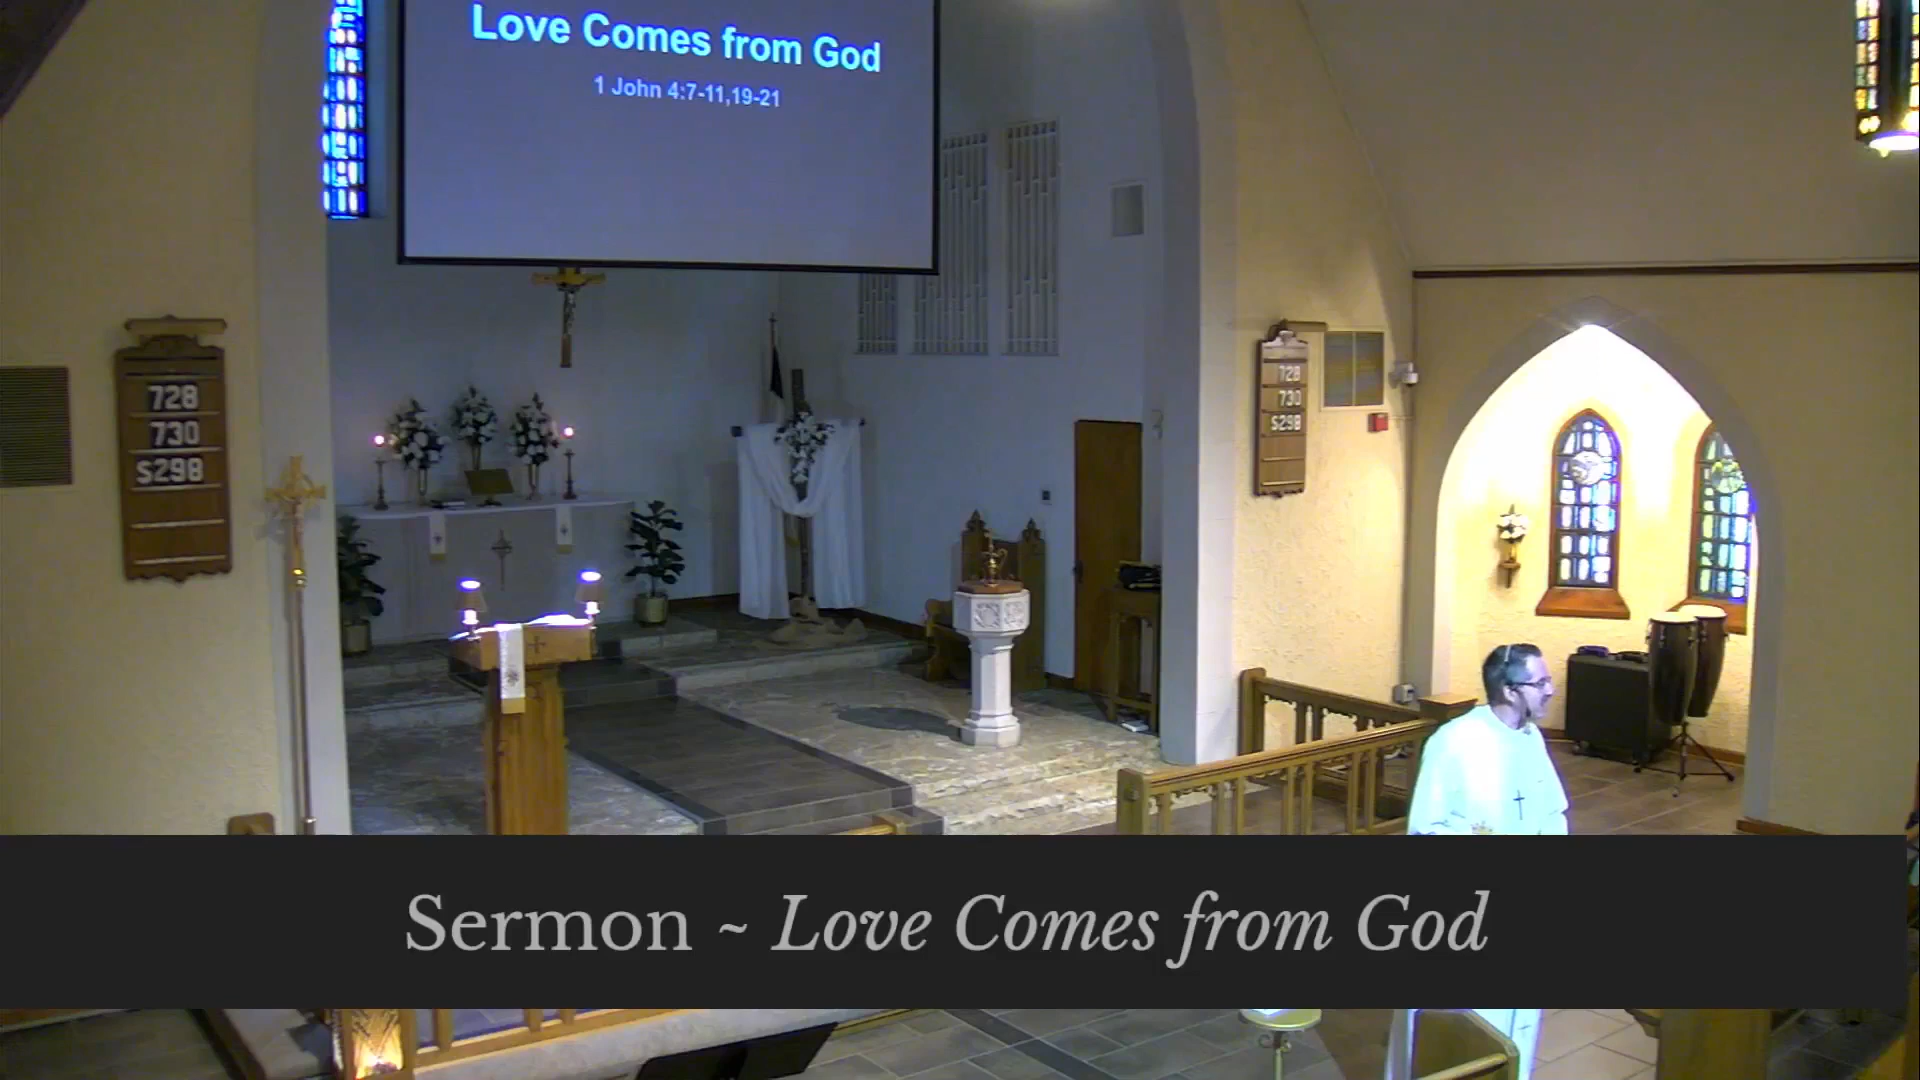 Love Comes from God
1 John 4:7-11,19-21
728
730
S298
728
730
S298
Sermon ~ Love Comes from God